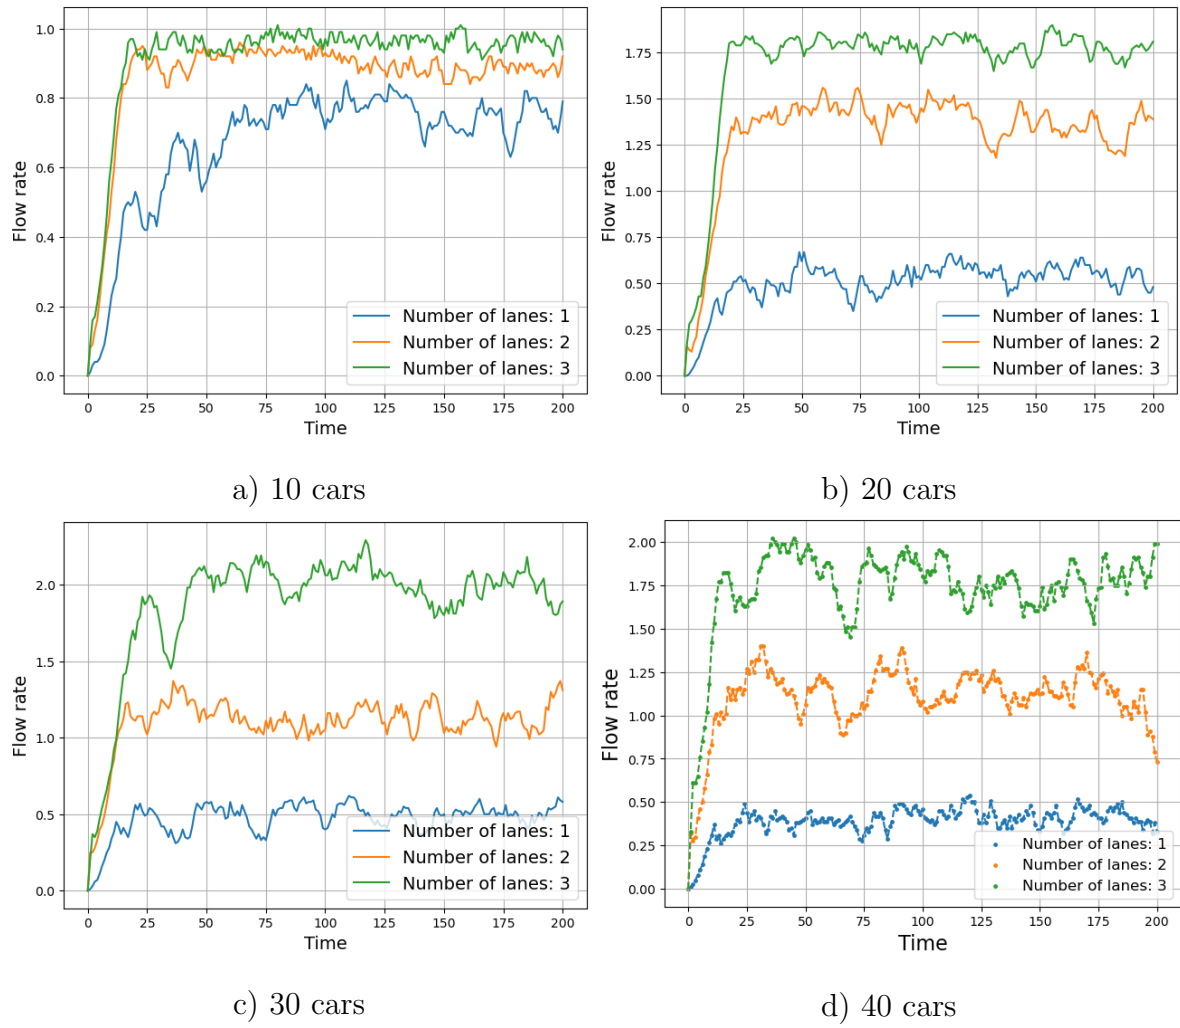 1.0
0.8
0.6
0.4
0.2
0.0
Flow rate
0 25 50 75 100 125 150 175 200
Time
Number of lanes: 1
Number of lanes: 2
Number of lanes: 3
a) 10 cars
1.75
1.50
1.25
1.00
0.75
0.50
0.25
0.00
Flow rate
0 25 50 75 100 125 150 175 200
Time
Number of lanes: 1
Number of lanes: 2
Number of lanes: 3
b) 20 cars
2.0
1.5
1.0
0.5
0.0
Flow rate
0 25 50 75 100 125 150 175 200
Time
Number of lanes: 1
Number of lanes: 2
Number of lanes: 3
c) 30 cars
2.00
1.75
1.50
1.25
1.00
0.75
0.50
0.25
0.00
Flow rate
0 25 50 75 100 125 150 175 200
Time
Number of lanes: 1
Number of lanes: 2
Number of lanes: 3
d) 40 cars